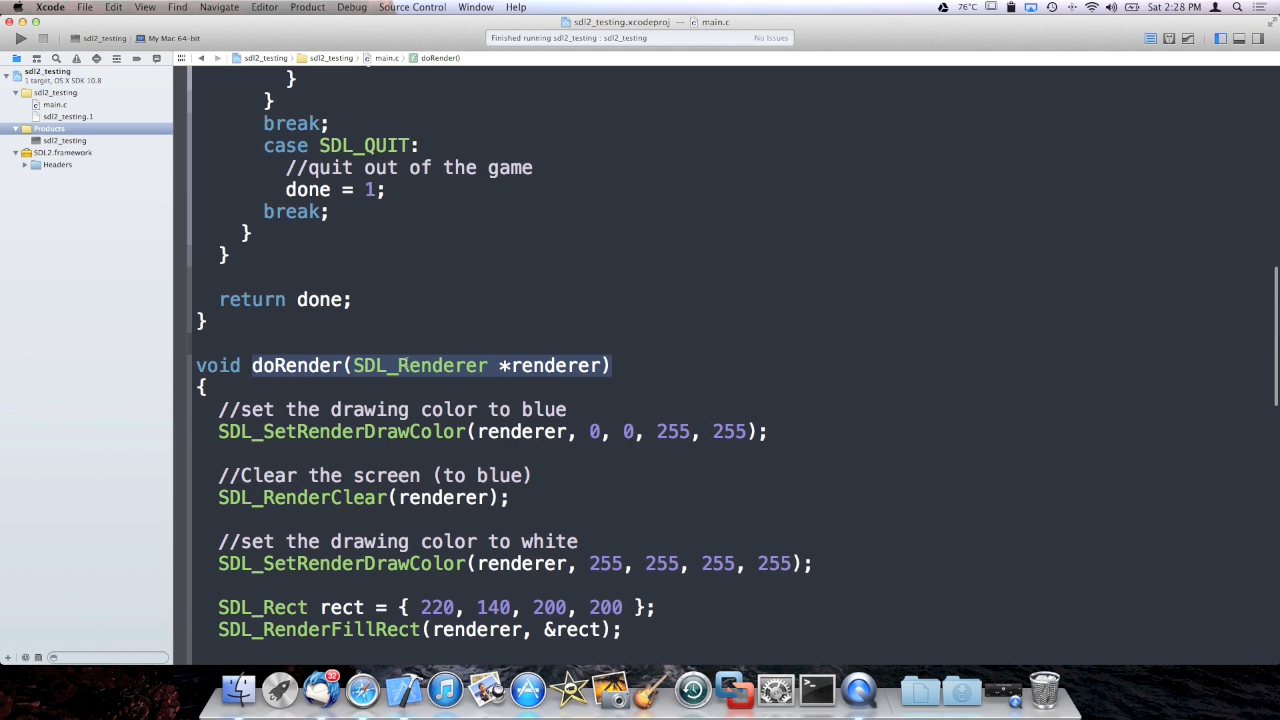 Xcode File Edit View Find Navigate Editor Product Debug Source Control Window Help 76°C Sat 2:28 PM
sdl2_testing.xcodeproj — main.c
sdl2_testing My Mac 64-bit Finished running sdl2_testing : sdl2_testing No Issues
sdl2_testing sdl2_testing main.c doRender()
sdl2_testing
1 target, OS X SDK 10.8
sdl2_testing
main.c
sdl2_testing.1
Products
sdl2_testing
SDL2.framework
Headers
}
}
break;
case SDL_QUIT:
//quit out of the game
done = 1;
break;
}
}
return done;
}
void doRender(SDL_Renderer *renderer)
{
//set the drawing color to blue
SDL_SetRenderDrawColor(renderer, 0, 0, 255, 255);
//Clear the screen (to blue)
SDL_RenderClear(renderer);
//set the drawing color to white
SDL_SetRenderDrawColor(renderer, 255, 255, 255, 255);
SDL_Rect rect = { 220, 140, 200, 200 };
SDL_RenderFillRect(renderer, &rect);
32